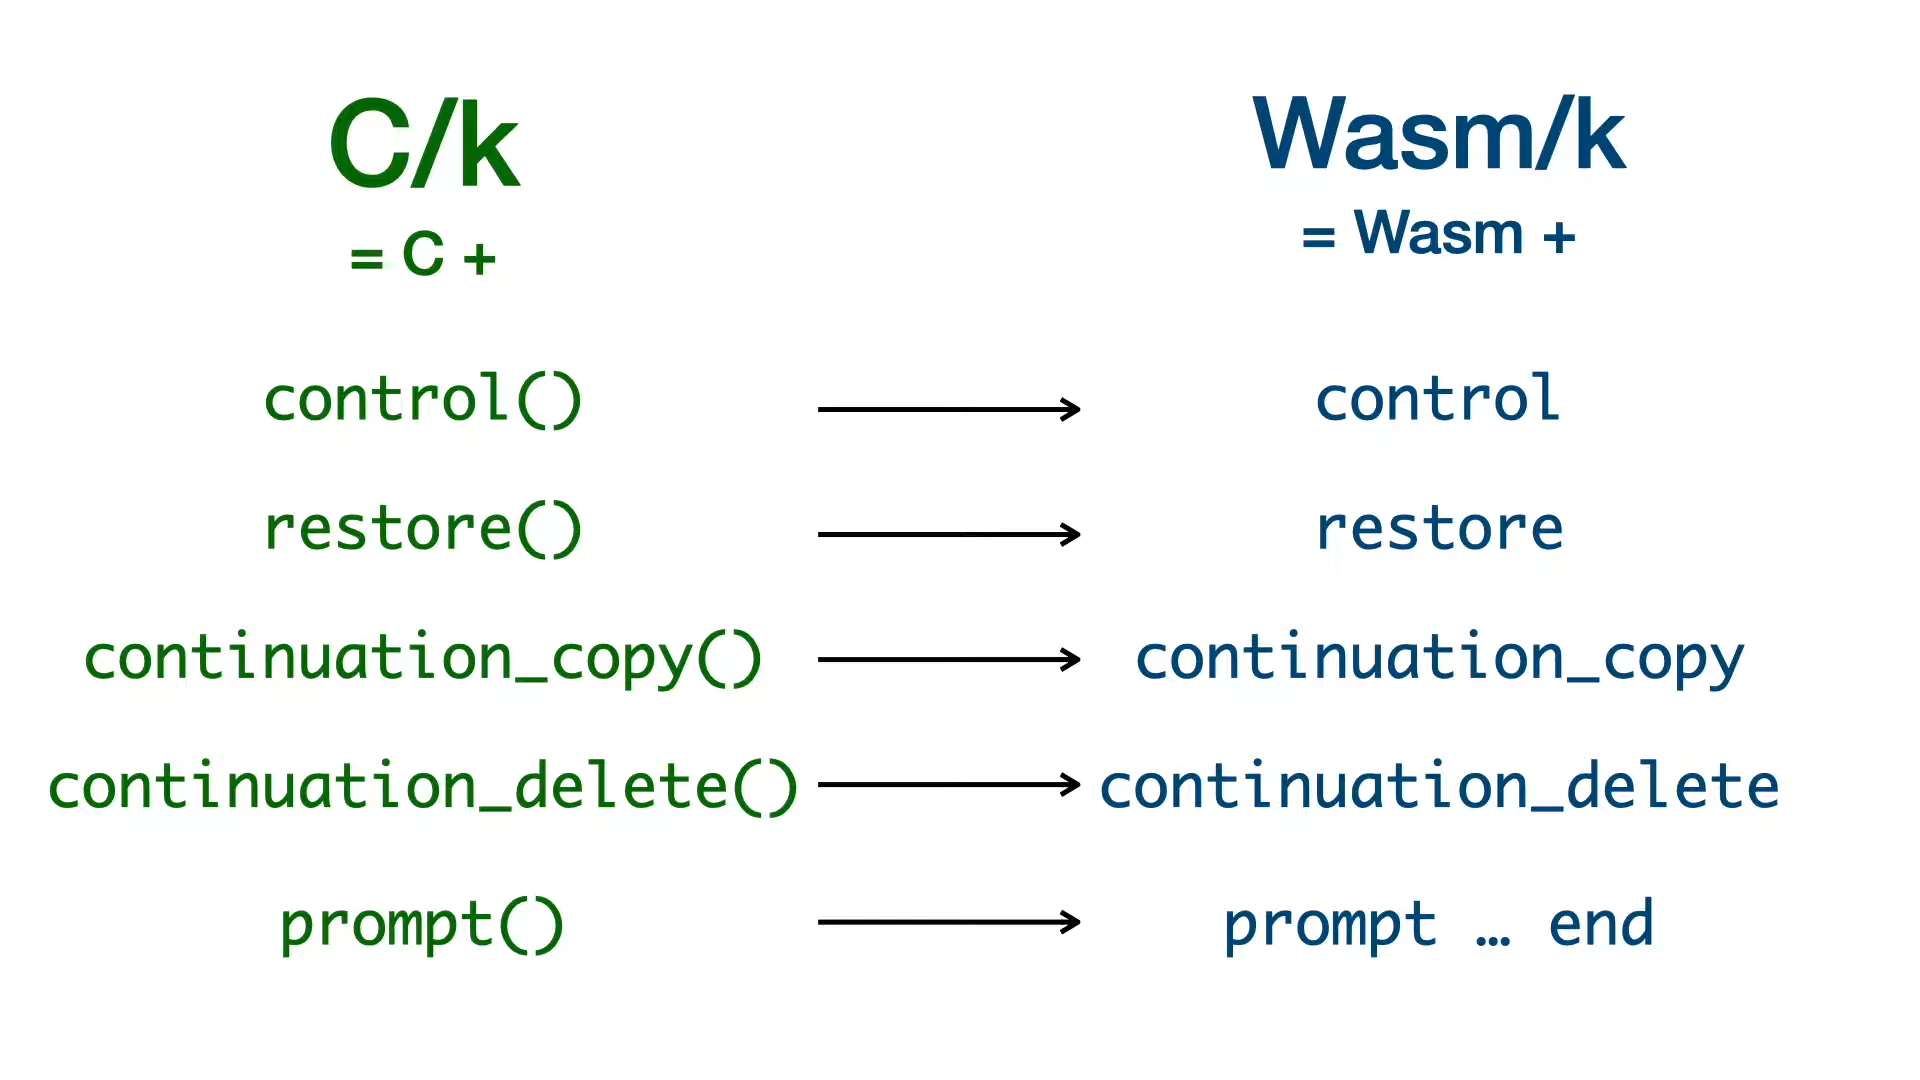 C/k
= C +
Wasm/k
= Wasm +
control()
control
restore()
restore
continuation_copy()
continuation_copy
continuation_delete()
continuation_delete
prompt()
prompt … end